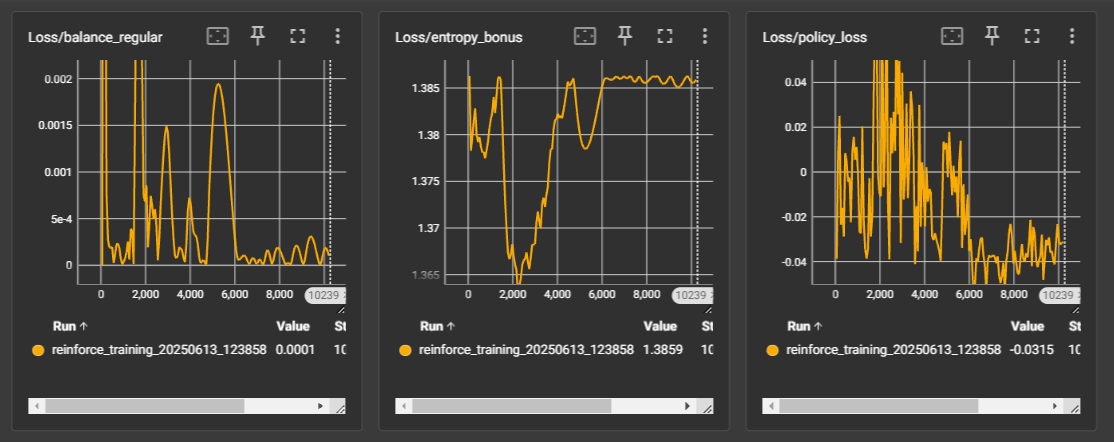 Loss/balance_regular
0.002
0.0015
0.001
5e-4
0
0 2,000 4,000 6,000 8,000 10239
Run ↑ Value St
reinforce_training_20250613_123858 0.0001 10
Loss/entropy_bonus
1.385
1.38
1.375
1.37
1.365
0 2,000 4,000 6,000 8,000 10239
Run ↑ Value St
reinforce_training_20250613_123858 1.3859 10
Loss/policy_loss
0.04
0.02
0
-0.02
-0.04
0 2,000 4,000 6,000 8,000 10239
Run ↑ Value St
reinforce_training_20250613_123858 -0.0315 10